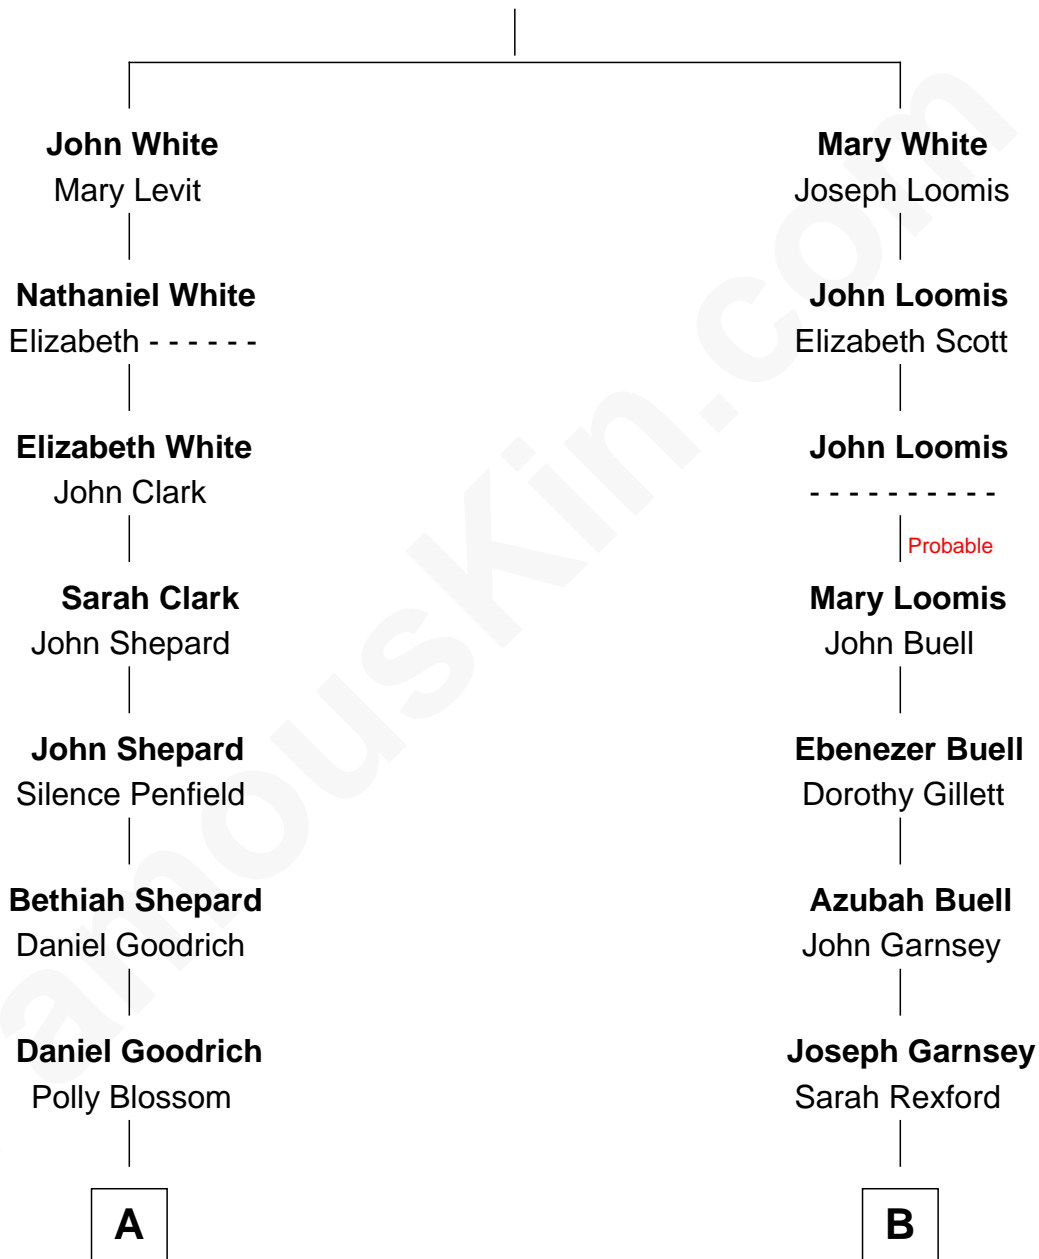 John White
Mary Levit
Nathaniel White
Elizabeth - - - - - -
Elizabeth White
John Clark
Sarah Clark
John Shepard
John Shepard
Silence Penfield
Bethiah Shepard
Daniel Goodrich
Daniel Goodrich
Polly Blossom
A
Mary White
Joseph Loomis
John Loomis
Elizabeth Scott
John Loomis
- - - - - - - - - -
Probable
Mary Loomis
John Buell
Ebenezer Buell
Dorothy Gillett
Azubah Buell
John Garnsey
Joseph Garnsey
Sarah Rexford
B
amousKin.com